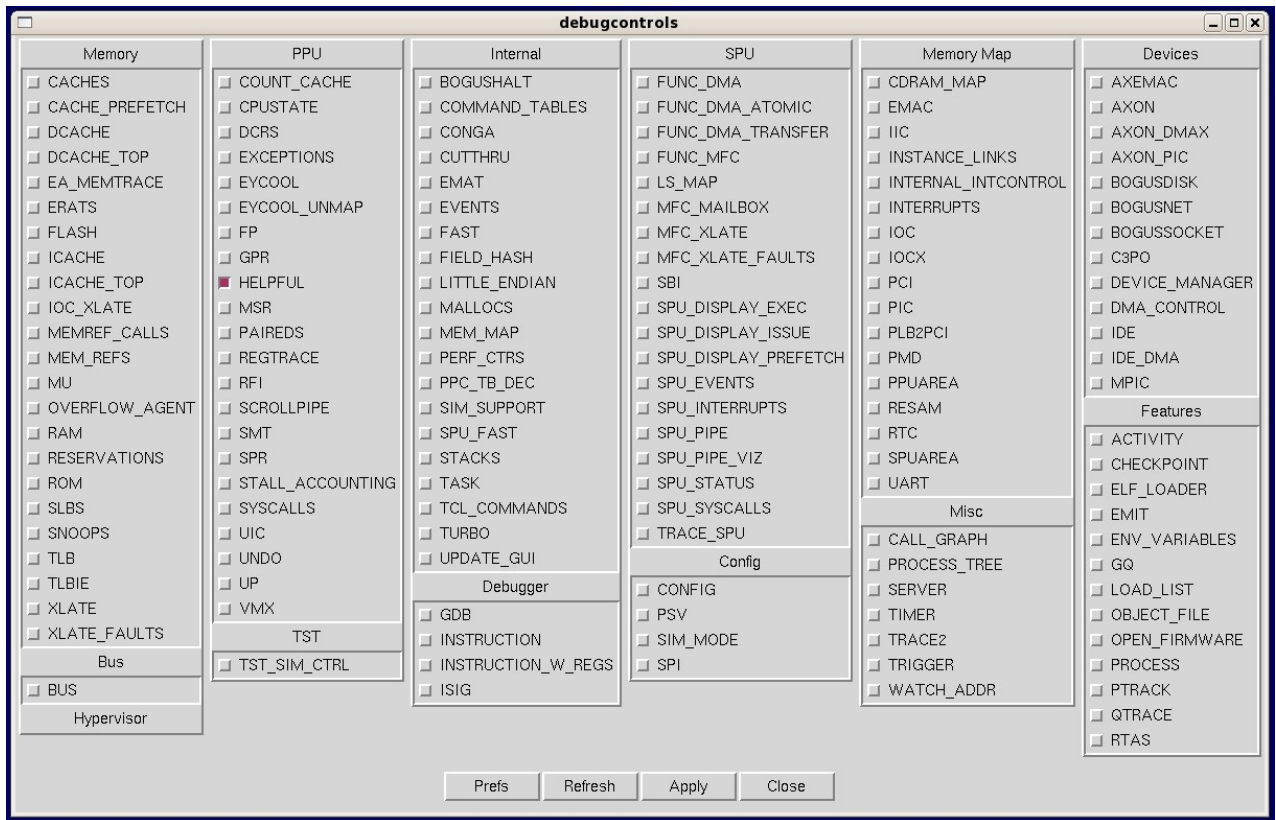 debugcontrols
Memory
CACHES
CACHE_PREFETCH
DCACHE
DCACHE_TOP
EA_MEMTRACE
ERATS
FLASH
ICACHE
ICACHE_TOP
IOC_XLATE
MEMREF_CALLS
MEM_REFS
MU
OVERFLOW_AGENT
RAM
RESERVATIONS
ROM
SLBS
SNOOPS
TLB
TLBIE
XLATE
XLATE_FAULTS
Bus
BUS
Hypervisor
PPU
COUNT_CACHE
CPUSTATE
DCRS
EXCEPTIONS
EYCOOL
EYCOOL_UNMAP
FP
GPR
HELPFUL
MSR
PAIREDS
REGTRACE
RFI
SCROLLPIPE
SMT
SPR
STALL_ACCOUNTING
SYSCALLS
UIC
UNDO
UP
VMX
TST
TST_SIM_CTRL
Internal
BOGUSHALT
COMMAND_TABLES
CONGA
CUTTHRU
EMAT
EVENTS
FAST
FIELD_HASH
LITTLE_ENDIAN
MALLOCS
MEM_MAP
PERF_CTRS
PPC_TB_DEC
SIM_SUPPORT
SPU_FAST
STACKS
TASK
TCL_COMMANDS
TURBO
UPDATE_GUI
Debugger
GDB
INSTRUCTION
INSTRUCTION_W_REGS
ISIG
SPU
FUNC_DMA
FUNC_DMA_ATOMIC
FUNC_DMA_TRANSFER
FUNC_MFC
LS_MAP
MFC_MAILBOX
MFC_XLATE
MFC_XLATE_FAULTS
SBI
SPU_DISPLAY_EXEC
SPU_DISPLAY_ISSUE
SPU_DISPLAY_PREFETCH
SPU_EVENTS
SPU_INTERRUPTS
SPU_PIPE
SPU_PIPE_VIZ
SPU_STATUS
SPU_SYSCALLS
TRACE_SPU
Config
CONFIG
PSV
SIM_MODE
SPI
Memory Map
CDRAM_MAP
EMAC
IIC
INSTANCE_LINKS
INTERNAL_INTCONTROL
INTERRUPTS
IOC
IOCX
PCI
PIC
PLB2PCI
PMD
PPUAREA
RESAM
RTC
SPUAREA
UART
Misc
CALL_GRAPH
PROCESS_TREE
SERVER
TIMER
TRACE2
TRIGGER
WATCH_ADDR
Devices
AXEMAC
AXON
AXON_DMAX
AXON_PIC
BOGUSDISK
BOGUSNET
BOGUSSOCKET
C3PO
DEVICE_MANAGER
DMA_CONTROL
IDE
IDE_DMA
MPIC
Features
ACTIVITY
CHECKPOINT
ELF_LOADER
EMIT
ENV_VARIABLES
GQ
LOAD_LIST
OBJECT_FILE
OPEN_FIRMWARE
PROCESS
PTRACK
QTRACE
RTAS
Prefs Refresh Apply Close